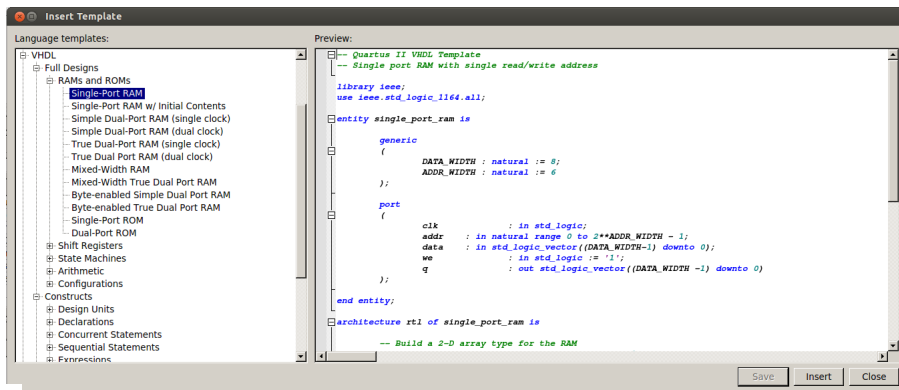 Insert Template
Language templates:
VHDL
Full Designs
RAMs and ROMs
Single-Port RAM
Single-Port RAM w/ Initial Contents
Simple Dual-Port RAM (single clock)
Simple Dual-Port RAM (dual clock)
True Dual-Port RAM (single clock)
True Dual Port RAM (dual clock)
Mixed-Width RAM
Mixed-Width True Dual Port RAM
Byte-enabled Simple Dual Port RAM
Byte-enabled True Dual Port RAM
Single-Port ROM
Dual-Port ROM
Shift Registers
State Machines
Arithmetic
Configurations
Constructs
Design Units
Declarations
Concurrent Statements
Sequential Statements
Expressions
Preview:
-- Quartus II VHDL Template
-- Single port RAM with single read/write address
library ieee;
use ieee.std_logic_1164.all;
entity single_port_ram is
generic
(
DATA_WIDTH : natural := 8;
ADDR_WIDTH : natural := 6
);
port
(
clk : in std_logic;
addr : in natural range 0 to 2**ADDR_WIDTH - 1;
data : in std_logic_vector((DATA_WIDTH-1) downto 0);
we : in std_logic := '1';
q : out std_logic_vector((DATA_WIDTH -1) downto 0)
);
end entity;
architecture rtl of single_port_ram is
-- Build a 2-D array type for the RAM
Save Insert Close